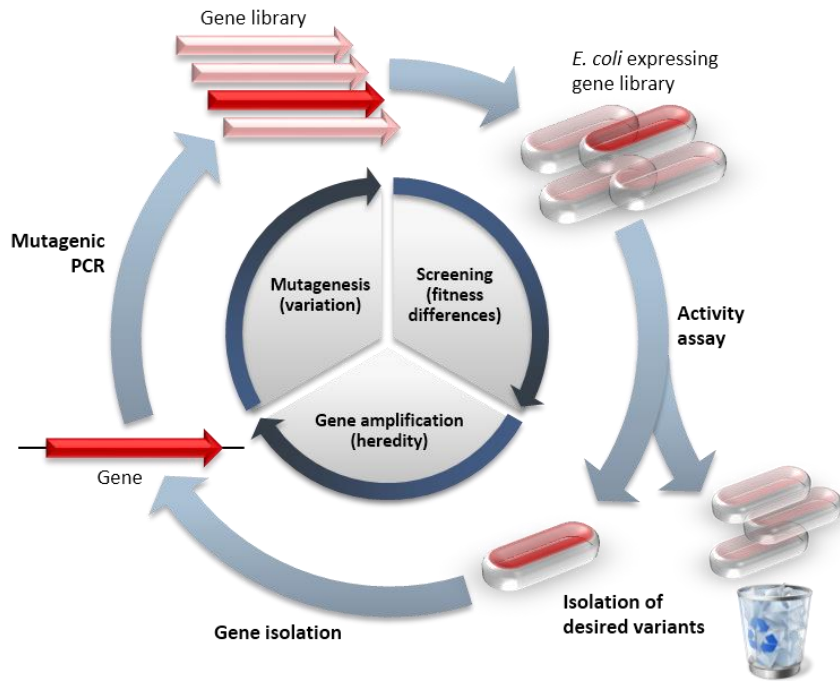 Gene library
E. coli expressing
gene library
Mutagenic
PCR
Mutagenesis
(variation)
Screening
(fitness
differences)
Activity
assay
Gene amplification
(heredity)
Gene
Isolation of
desired variants
Gene isolation